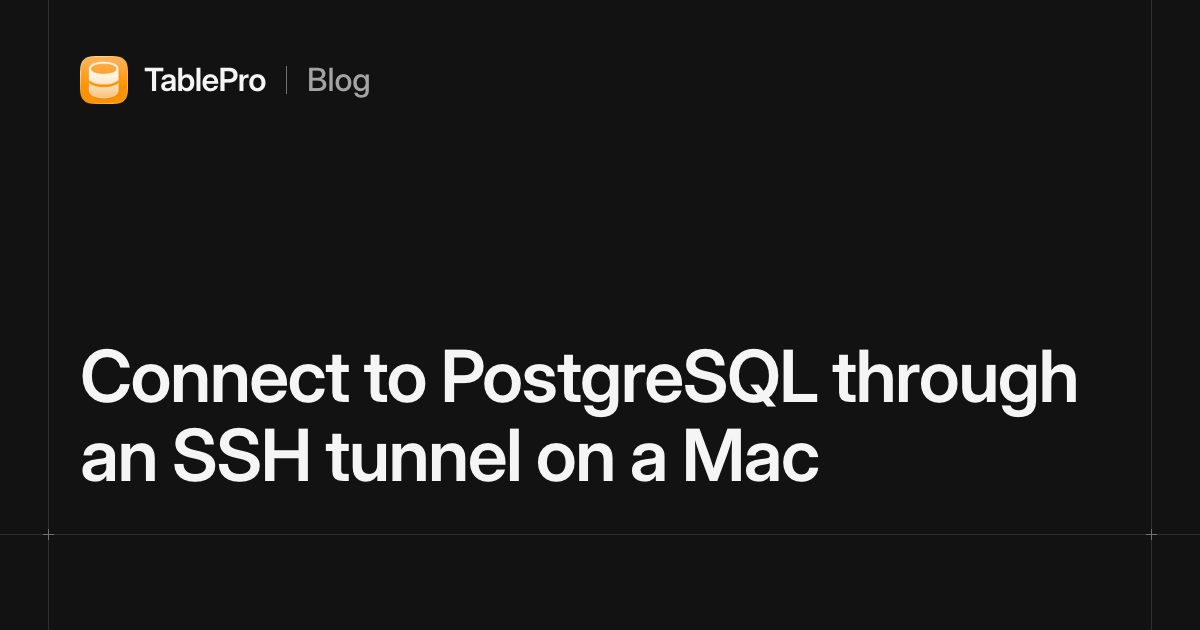 TablePro | Blog
Connect to PostgreSQL through
an SSH tunnel on a Mac